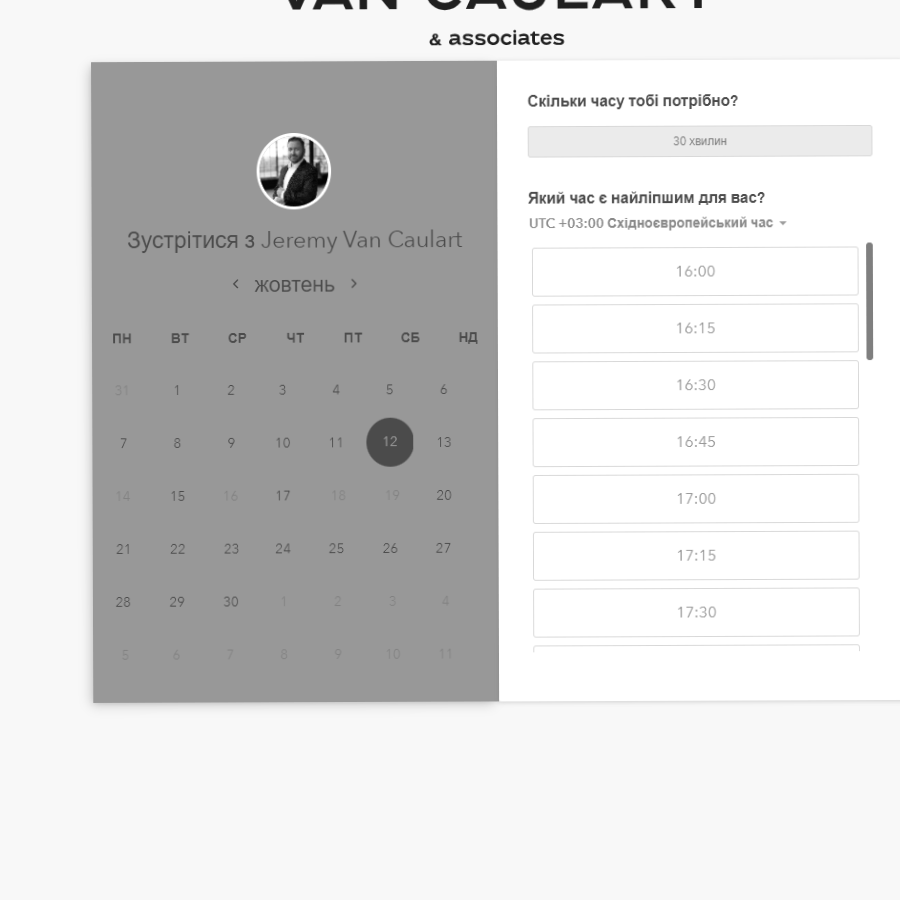 VAN CAULART
& associates
Зустрітися з Jeremy Van Caulart
жовтень
ПН ВТ СР ЧТ ПТ СБ НД
31 1 2 3 4 5 6
7 8 9 10 11 12 13
14 15 16 17 18 19 20
21 22 23 24 25 26 27
28 29 30 1 2 3 4
5 6 7 8 9 10 11
Скільки часу тобі потрібно?
30 хвилин
Який час є найліпшим для вас?
UTC +03:00 Східноєвропейський час
16:00
16:15
16:30
16:45
17:00
17:15
17:30